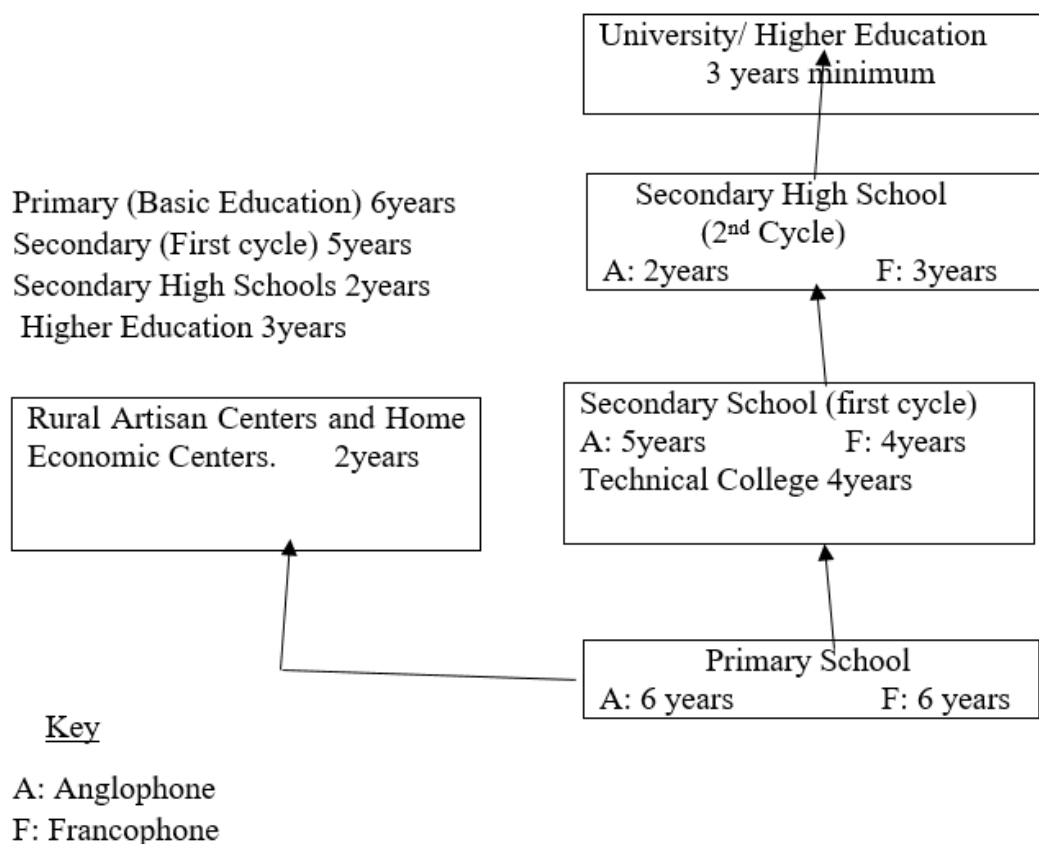 University/ Higher Education
3 years minimum
Primary (Basic Education) 6years
Secondary (First cycle) 5years
Secondary High Schools 2years
Higher Education 3years
Secondary High School
(2nd Cycle)
A: 2years F: 3years
Rural Artisan Centers and Home
Economic Centers. 2years
Secondary School (first cycle)
A: 5years F: 4years
Technical College 4years
Primary School
A: 6 years F: 6 years
Key
A: Anglophone
F: Francophone